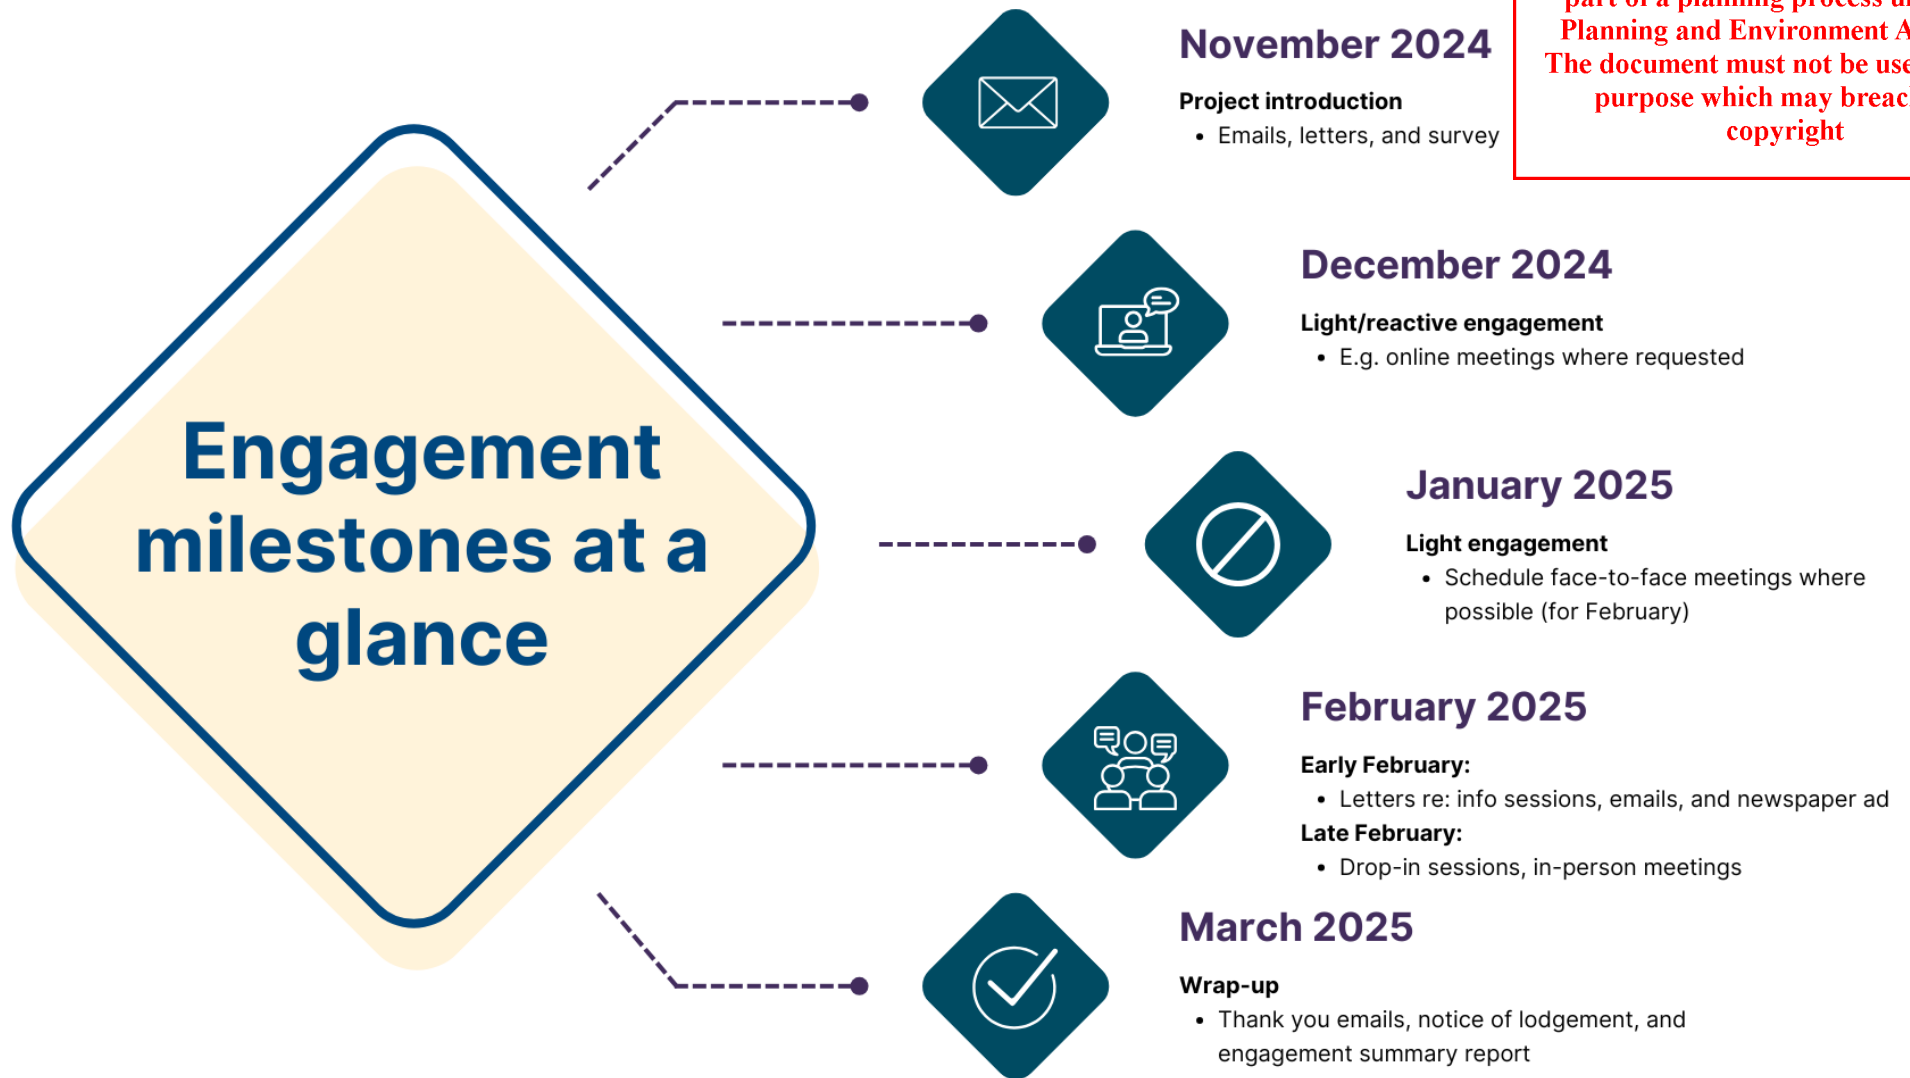 November 2024
Project introduction
• Emails, letters, and survey
part of a planning process
Planning and Environment
The document must not be
purpose which may
copyright
December 2024
Light/reactive engagement
• E.g. online meetings where requested
Engagement
milestones at a
glance
January 2025
Light engagement
• Schedule face-to-face meetings where
possible (for February)
February 2025
Early February:
• Letters re: info sessions, emails, and newspaper ad
Late February:
• Drop-in sessions, in-person meetings
March 2025
Wrap-up
• Thank you emails, notice of lodgement, and
engagement summary report